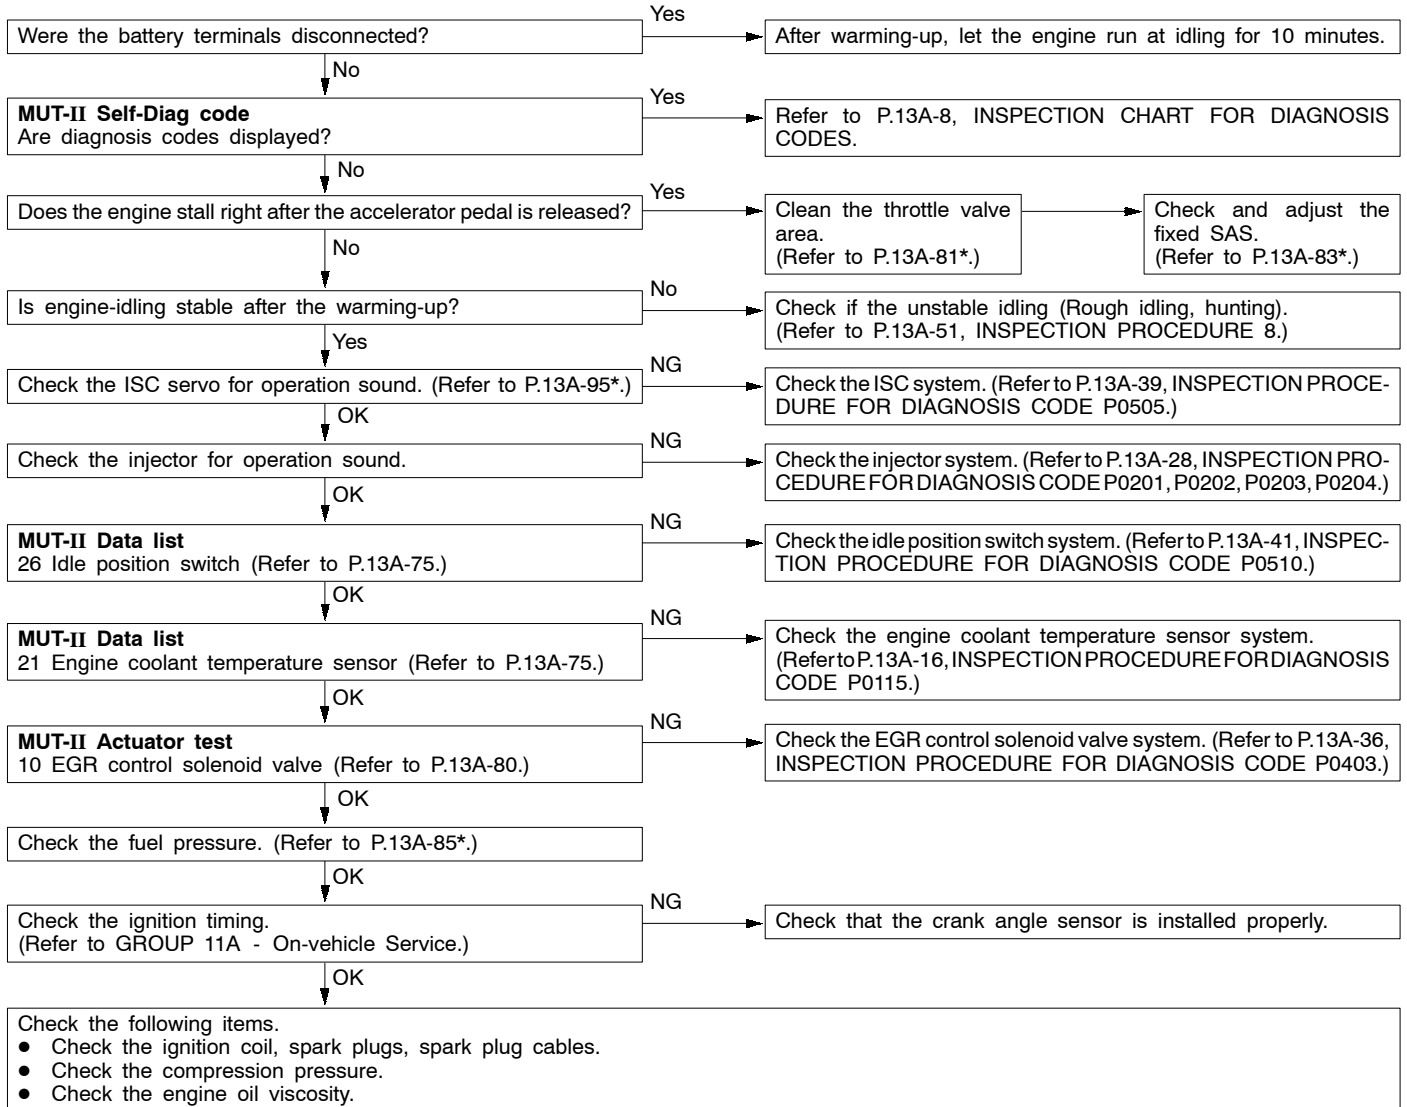 Were the battery terminals disconnected?
Yes
After warming-up, let the engine run at idling for 10 minutes.
No
MUT-II Self-Diag code
Are diagnosis codes displayed?
Yes
Refer to P.13A-8, INSPECTION CHART FOR DIAGNOSIS
CODES.
No
Does the engine stall right after the accelerator pedal is released?
Yes
Clean the throttle valve
area.
(Refer to P.13A-81*.)
Check and adjust the
fixed SAS.
(Refer to P.13A-83*.)
No
Is engine-idling stable after the warming-up?
No
Check if the unstable idling (Rough idling, hunting).
(Refer to P.13A-51, INSPECTION PROCEDURE 8.)
Yes
Check the ISC servo for operation sound. (Refer to P.13A-95*.)
NG
Check the ISC system. (Refer to P.13A-39, INSPECTION PROCE-
DURE FOR DIAGNOSIS CODE P0505.)
OK
Check the injector for operation sound.
NG
Check the injector system. (Refer to P.13A-28, INSPECTION PRO-
CEDURE FOR DIAGNOSIS CODE P0201, P0202, P0203, P0204.)
OK
MUT-II Data list
26 Idle position switch (Refer to P.13A-75.)
NG
Check the idle position switch system. (Refer to P.13A-41, INSPEC-
TION PROCEDURE FOR DIAGNOSIS CODE P0510.)
OK
MUT-II Data list
21 Engine coolant temperature sensor (Refer to P.13A-75.)
NG
Check the engine coolant temperature sensor system.
(Refer to P.13A-16, INSPECTION PROCEDURE FOR DIAGNOSIS
CODE P0115.)
OK
MUT-II Actuator test
10 EGR control solenoid valve (Refer to P.13A-80.)
NG
Check the EGR control solenoid valve system. (Refer to P.13A-36,
INSPECTION PROCEDURE FOR DIAGNOSIS CODE P0403.)
OK
Check the fuel pressure. (Refer to P.13A-85*.)
OK
Check the ignition timing.
(Refer to GROUP 11A - On-vehicle Service.)
NG
Check that the crank angle sensor is installed properly.
OK
Check the following items.
● Check the ignition coil, spark plugs, spark plug cables.
● Check the compression pressure.
● Check the engine oil viscosity.